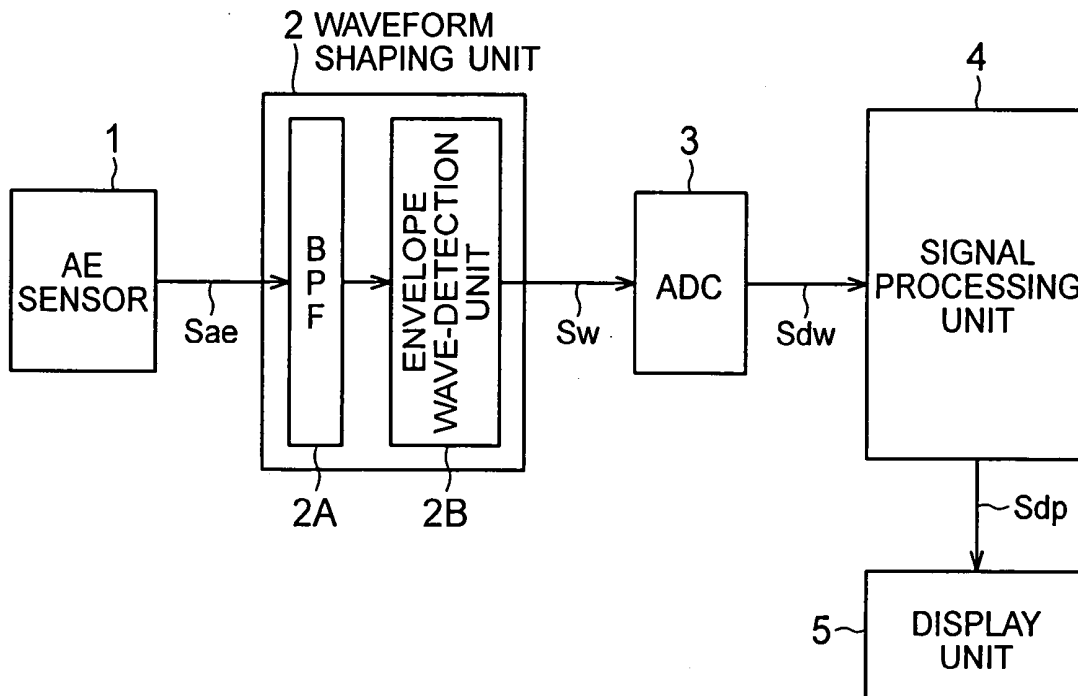 2 WAVEFORM
SHAPING UNIT
4
1
3
AE
SENSOR
Sae
B
P
F
ENVELOPE
WAVE-DETECTION
UNIT
Sw
ADC
Sdw
SIGNAL
PROCESSING
UNIT
2A
2B
Sdp
5
DISPLAY
UNIT